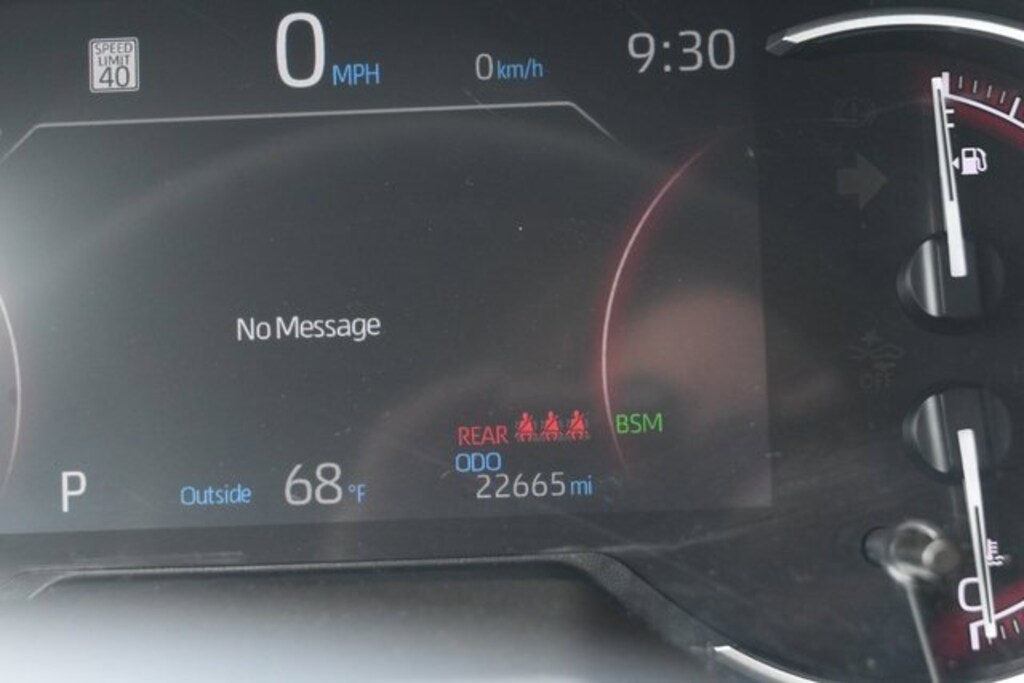 SPEED
LIMIT
40
0 MPH
0 km/h
9:30
No Message
REAR
BSM
ODO
22665 mi
P
Outside 68 °F
OFF
C